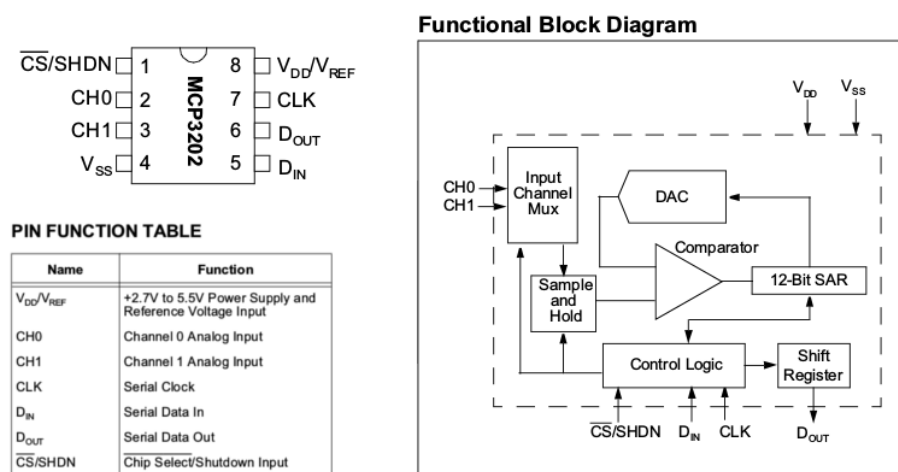 Functional Block Diagram
CS/SHDN 1
CH0 2
CH1 3
VSS 4
MCP3202
8 VDD/VREF
7 CLK
6 DOUT
5 DIN
PIN FUNCTION TABLE
Name Function
VDD/VREF +2.7V to 5.5V Power Supply and
Reference Voltage Input
CH0 Channel 0 Analog Input
CH1 Channel 1 Analog Input
CLK Serial Clock
DIN Serial Data In
DOUT Serial Data Out
CS/SHDN Chip Select/Shutdown Input
VDD VSS
CH0
CH1
Input
Channel
Mux
DAC
Comparator
Sample
and
Hold
12-Bit SAR
Control Logic
Shift
Register
CS/SHDN DIN CLK DOUT